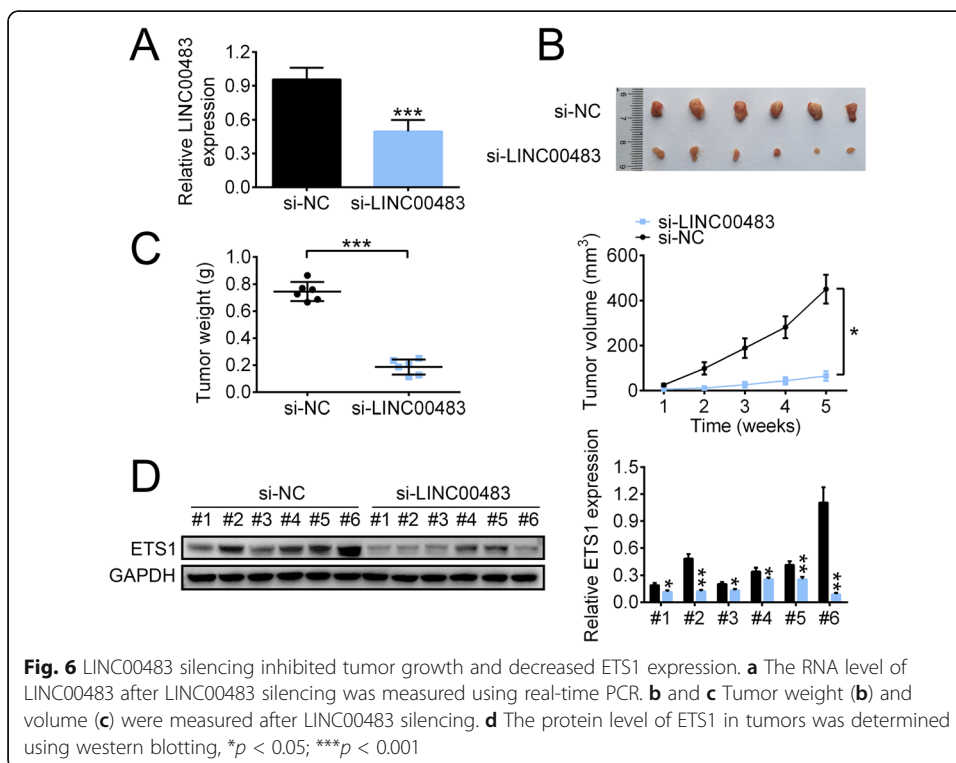 A
Relative LINC00483
expression
1.2
0.9
0.6
0.3
0.0
***
si-NC si-LINC00483
B
si-NC
si-LINC00483
6
7
8
9
C
Tumor weight (g)
1.0
0.8
0.6
0.4
0.2
0.0
***
si-NC si-LINC00483
si-LINC00483
si-NC
Tumor volume (mm³)
600
400
200
0
*
1 2 3 4 5
Time (weeks)
D
si-NC si-LINC00483
#1 #2 #3 #4 #5 #6 #1 #2 #3 #4 #5 #6
ETS1
GAPDH
Relative ETS1 expression
1.5
1.2
0.9
0.6
0.3
0.0
* *** * * ** ***
#1 #2 #3 #4 #5 #6
Fig. 6 LINC00483 silencing inhibited tumor growth and decreased ETS1 expression. a The RNA level of
LINC00483 after LINC00483 silencing was measured using real-time PCR. b and c Tumor weight (b) and
volume (c) were measured after LINC00483 silencing. d The protein level of ETS1 in tumors was determined
using western blotting, *p < 0.05; ***p < 0.001